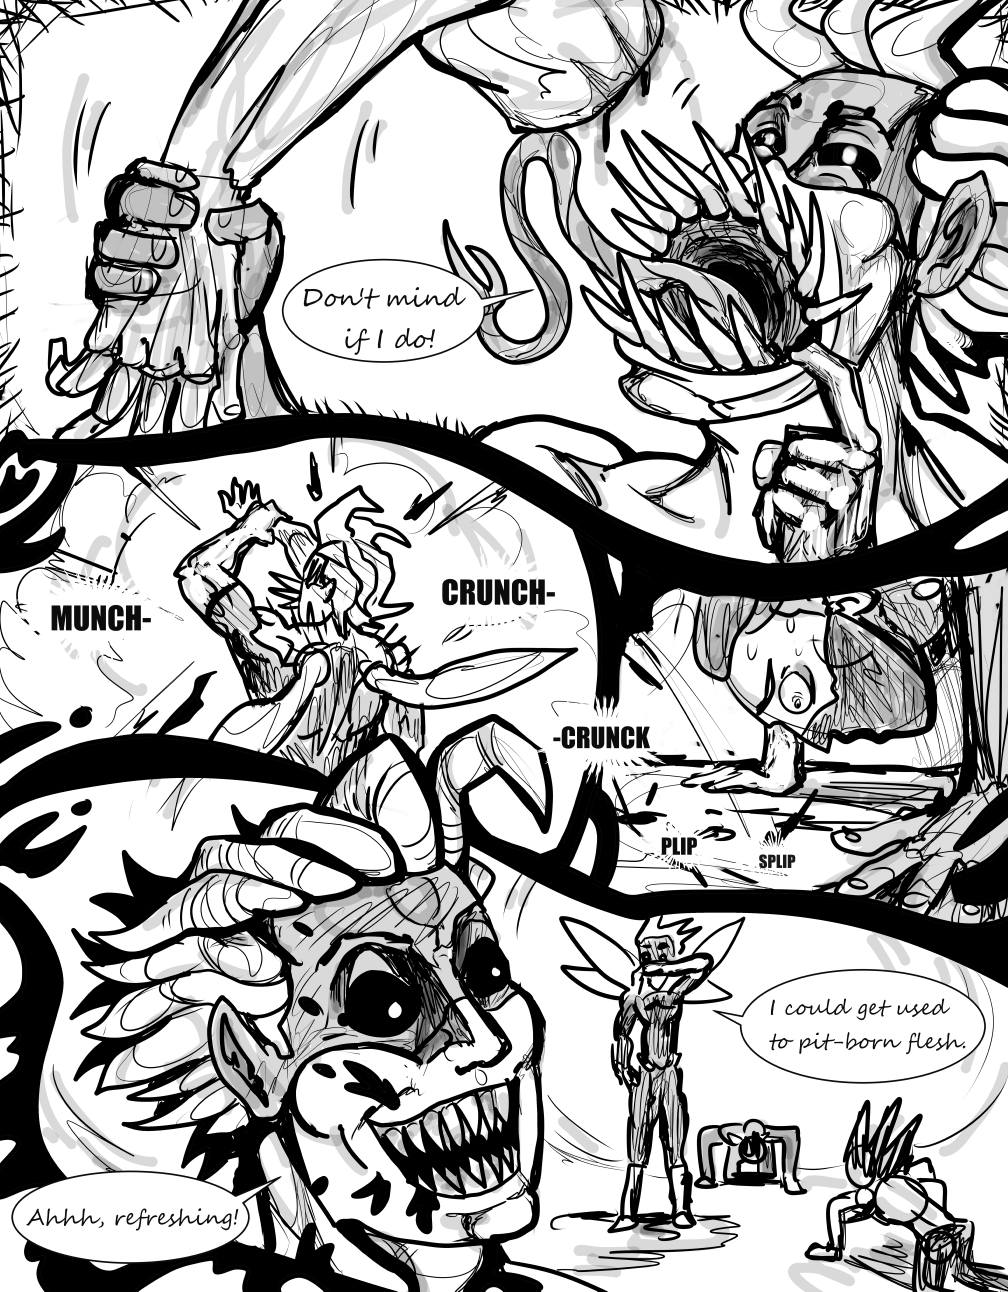 Don't mind
if I do!
MUNCH-
CRUNCH-
-CRUNCK
PLIP
SPLIP
I could get used
to pit-born flesh.
Ahhh, refreshing!